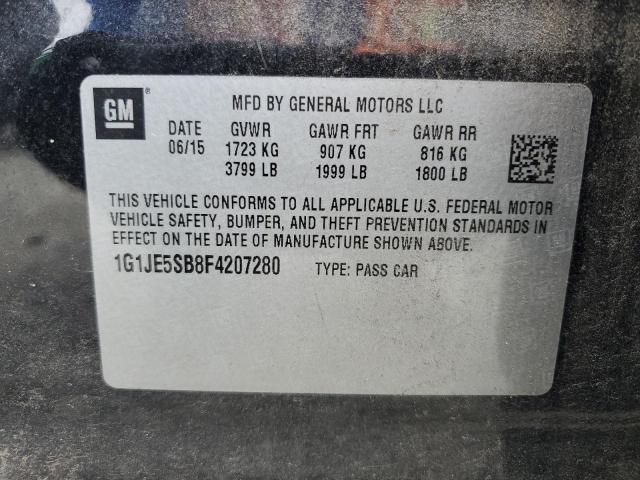 GM ®
MFD BY GENERAL MOTORS LLC
DATE GVWR GAWR FRT GAWR RR
06/15 1723 KG 907 KG 816 KG
3799 LB 1999 LB 1800 LB
THIS VEHICLE CONFORMS TO ALL APPLICABLE U.S. FEDERAL MOTOR
VEHICLE SAFETY, BUMPER, AND THEFT PREVENTION STANDARDS IN
EFFECT ON THE DATE OF MANUFACTURE SHOWN ABOVE.
1G1JE5SB8F4207280 TYPE: PASS CAR